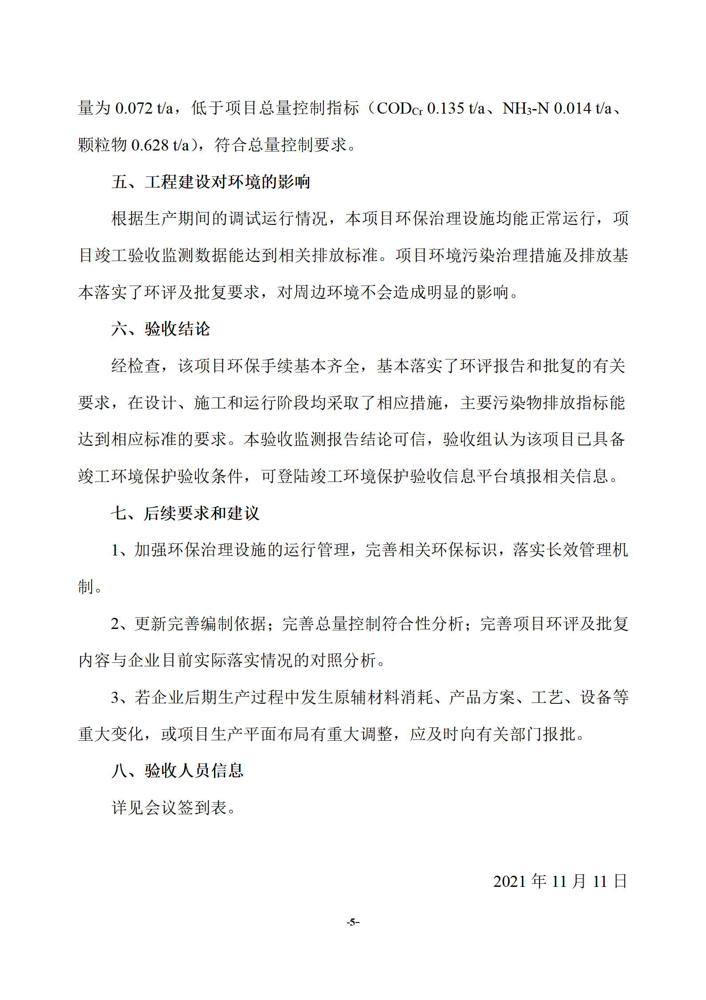 量为 0.072 t/a，低于项目总量控制指标（CODCr 0.135 t/a、NH3-N 0.014 t/a、
颗粒物 0.628 t/a），符合总量控制要求。
五、工程建设对环境的影响
根据生产期间的调试运行情况，本项目环保治理设施均能正常运行，项
目竣工验收监测数据能达到相关排放标准。项目环境污染治理措施及排放基
本落实了环评及批复要求，对周边环境不会造成明显的影响。
六、验收结论
经检查，该项目环保手续基本齐全，基本落实了环评报告和批复的有关
要求，在设计、施工和运行阶段均采取了相应措施，主要污染物排放指标能
达到相应标准的要求。本验收监测报告结论可信，验收组认为该项目已具备
竣工环境保护验收条件，可登陆竣工环境保护验收信息平台填报相关信息。
七、后续要求和建议
1、加强环保治理设施的运行管理，完善相关环保标识，落实长效管理机
制。
2、更新完善编制依据；完善总量控制符合性分析；完善项目环评及批复
内容与企业目前实际落实情况的对照分析。
3、若企业后期生产过程中发生原辅材料消耗、产品方案、工艺、设备等
重大变化，或项目生产平面布局有重大调整，应及时向有关部门报批。
八、验收人员信息
详见会议签到表。
2021 年 11 月 11 日
-5-